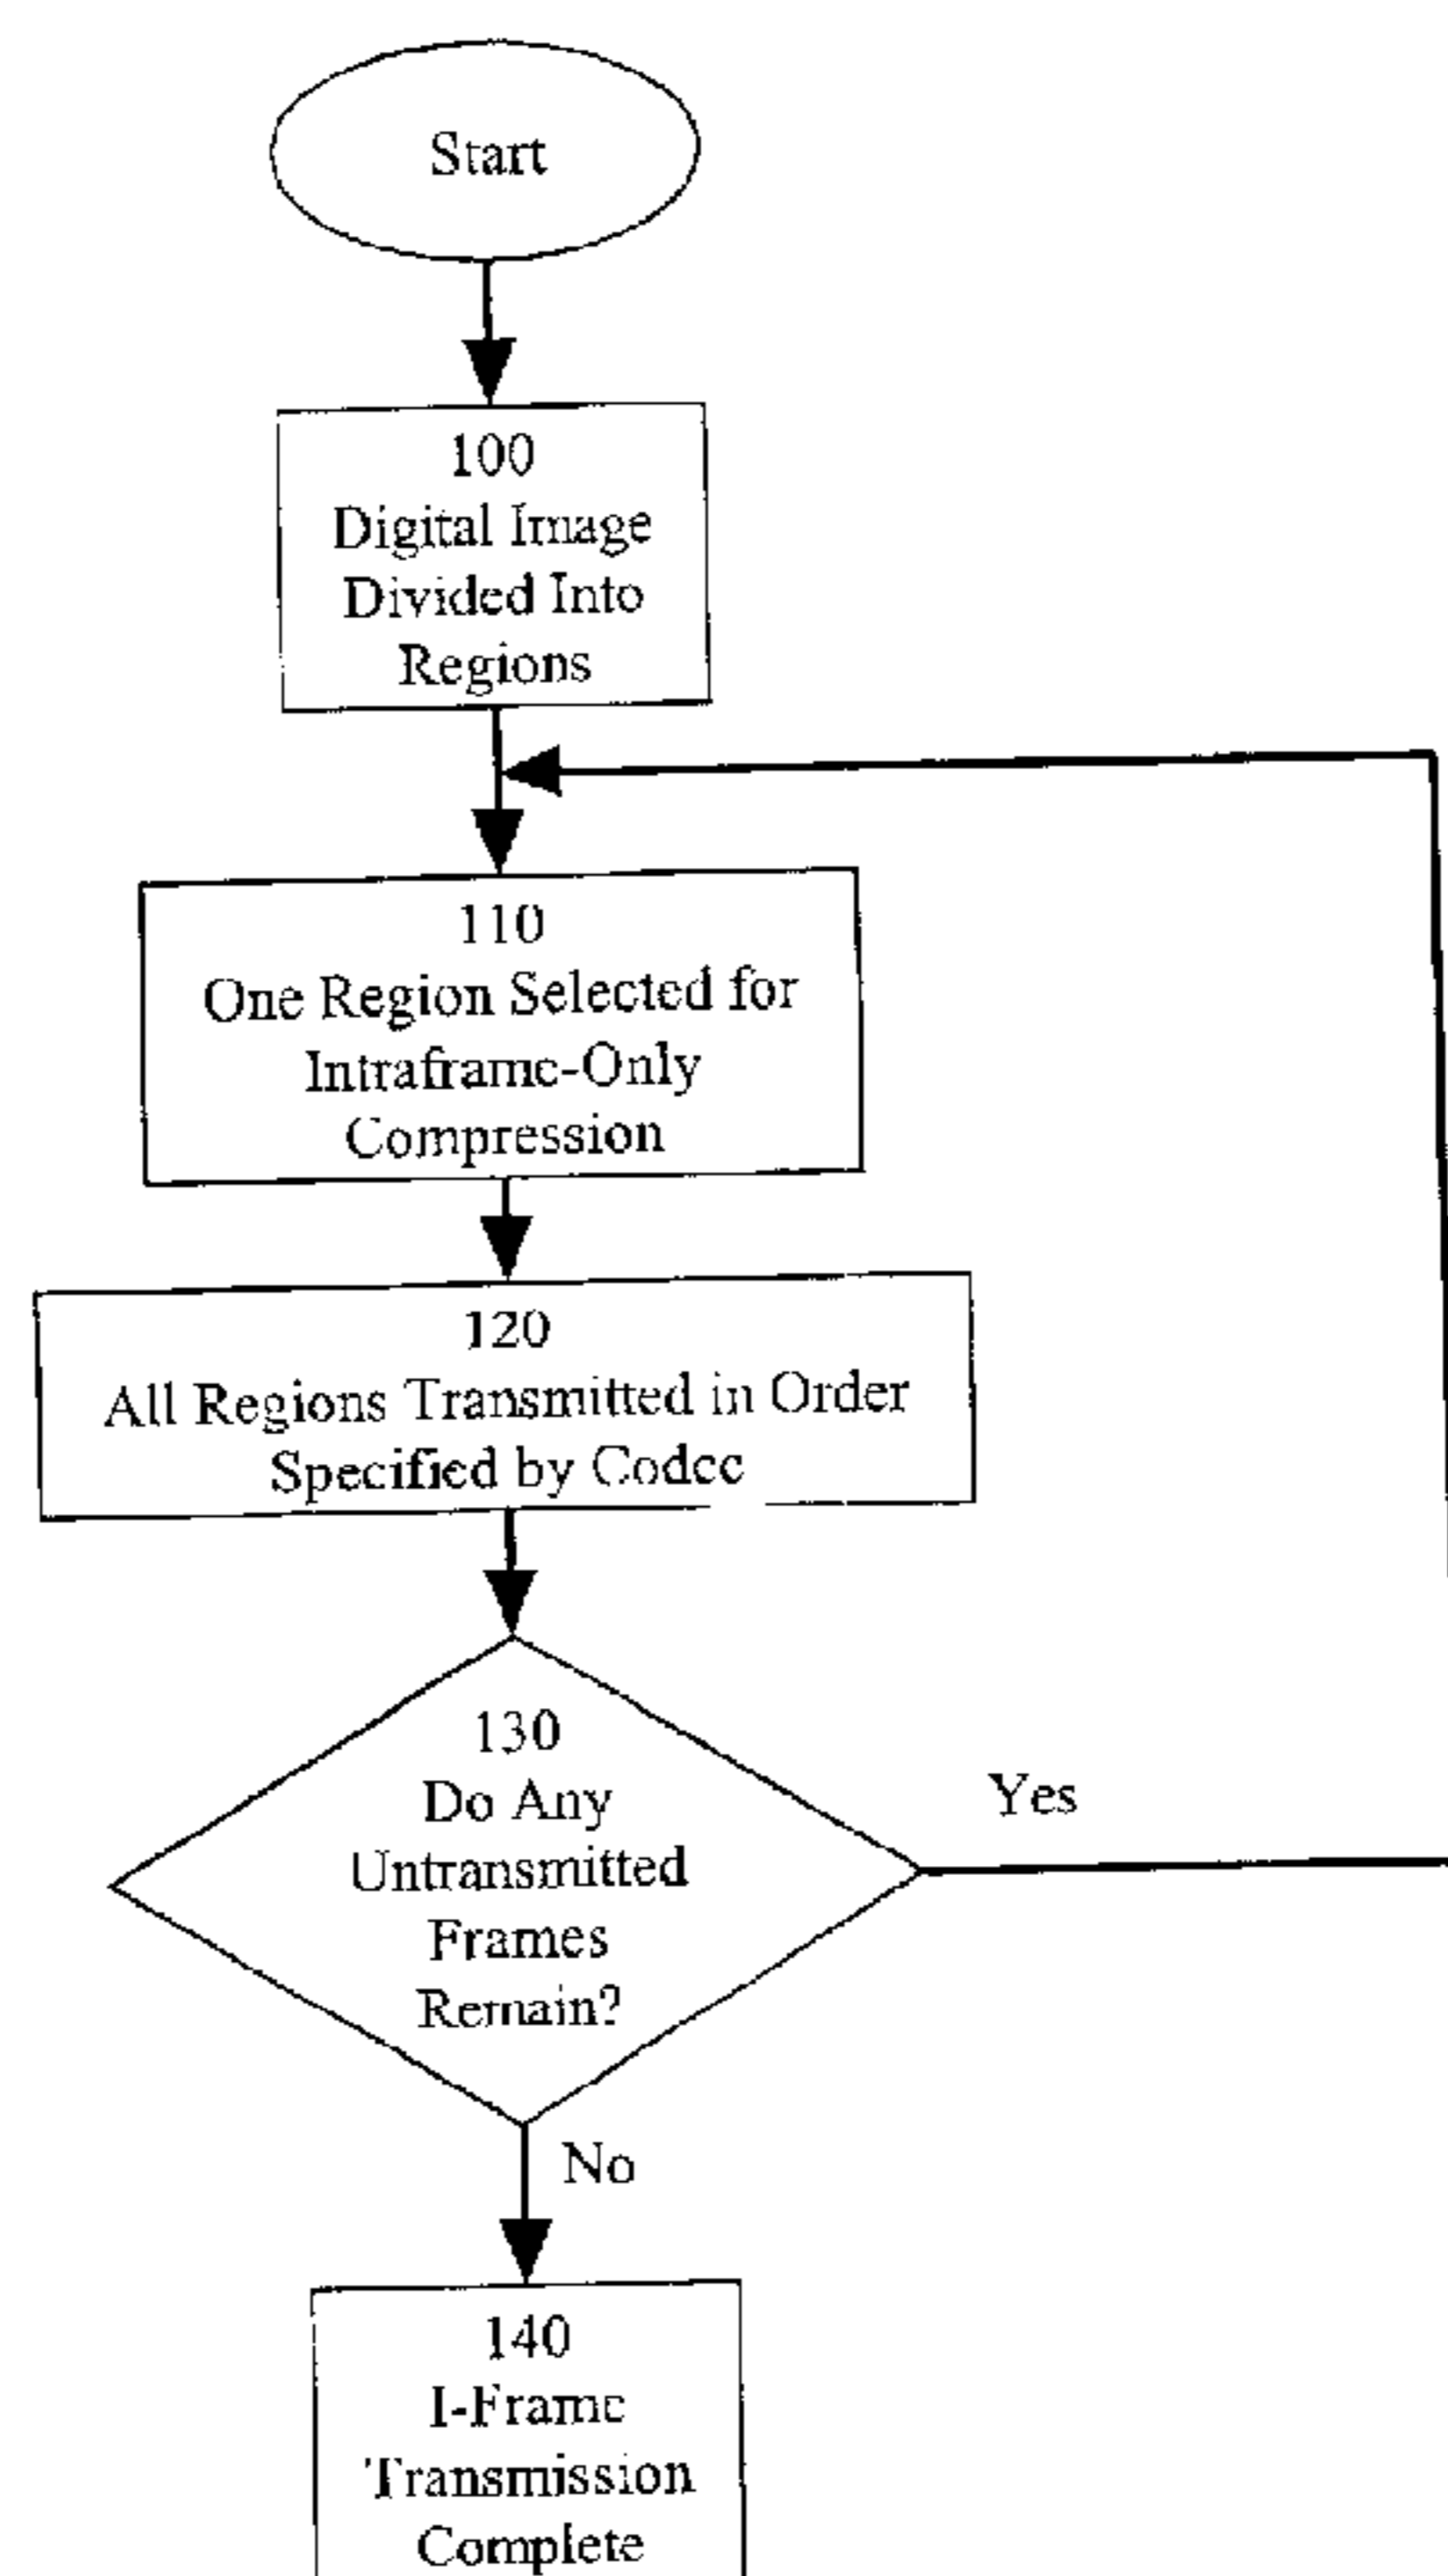 Start
100
Digital Image
Divided Into
Regions
110
One Region Selected for
Intraframe-Only
Compression
120
All Regions Transmitted in Order
Specified by Codec
130
Do Any
Untransmitted
Frames
Remain?
Yes
No
140
I-Frame
Transmission
Complete